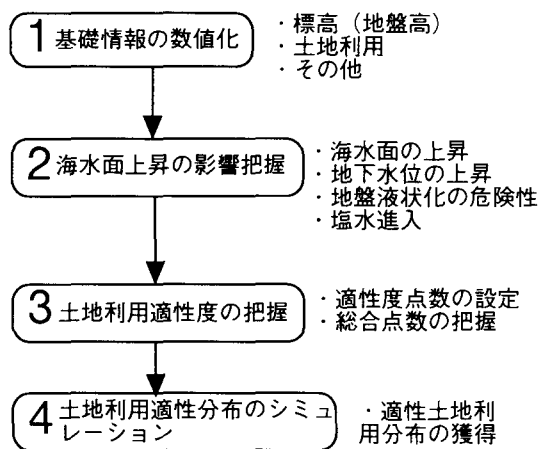 1 基礎情報の数値化
・標高（地盤高）
・土地利用
・その他
2 海水面上昇の影響把握
・海水面の上昇
・地下水位の上昇
・地盤液状化の危険性
・塩水進入
3 土地利用適性度の把握
・適性度点数の設定
・総合点数の把握
4 土地利用適性分布のシミュ
レーション
・適性土地利
用分布の獲得